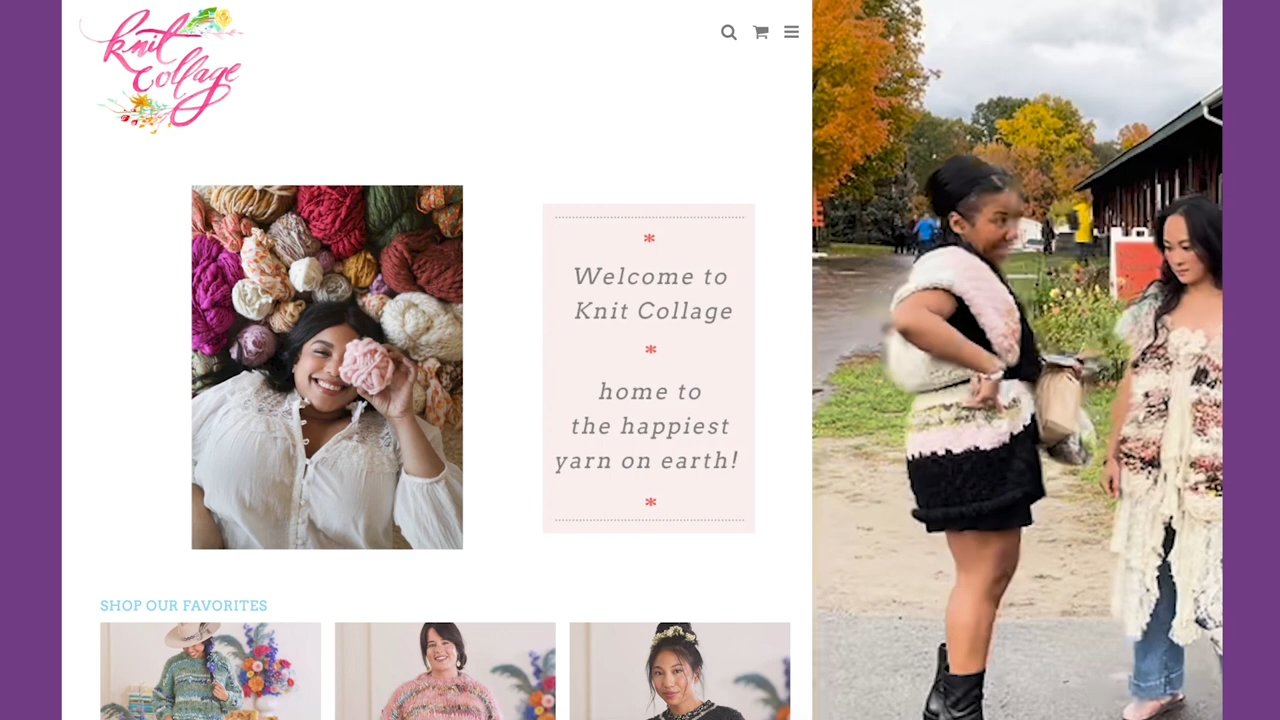 knit
collage
*
Welcome to
Knit Collage
*
home to
the happiest
yarn on earth!
*
SHOP OUR FAVORITES